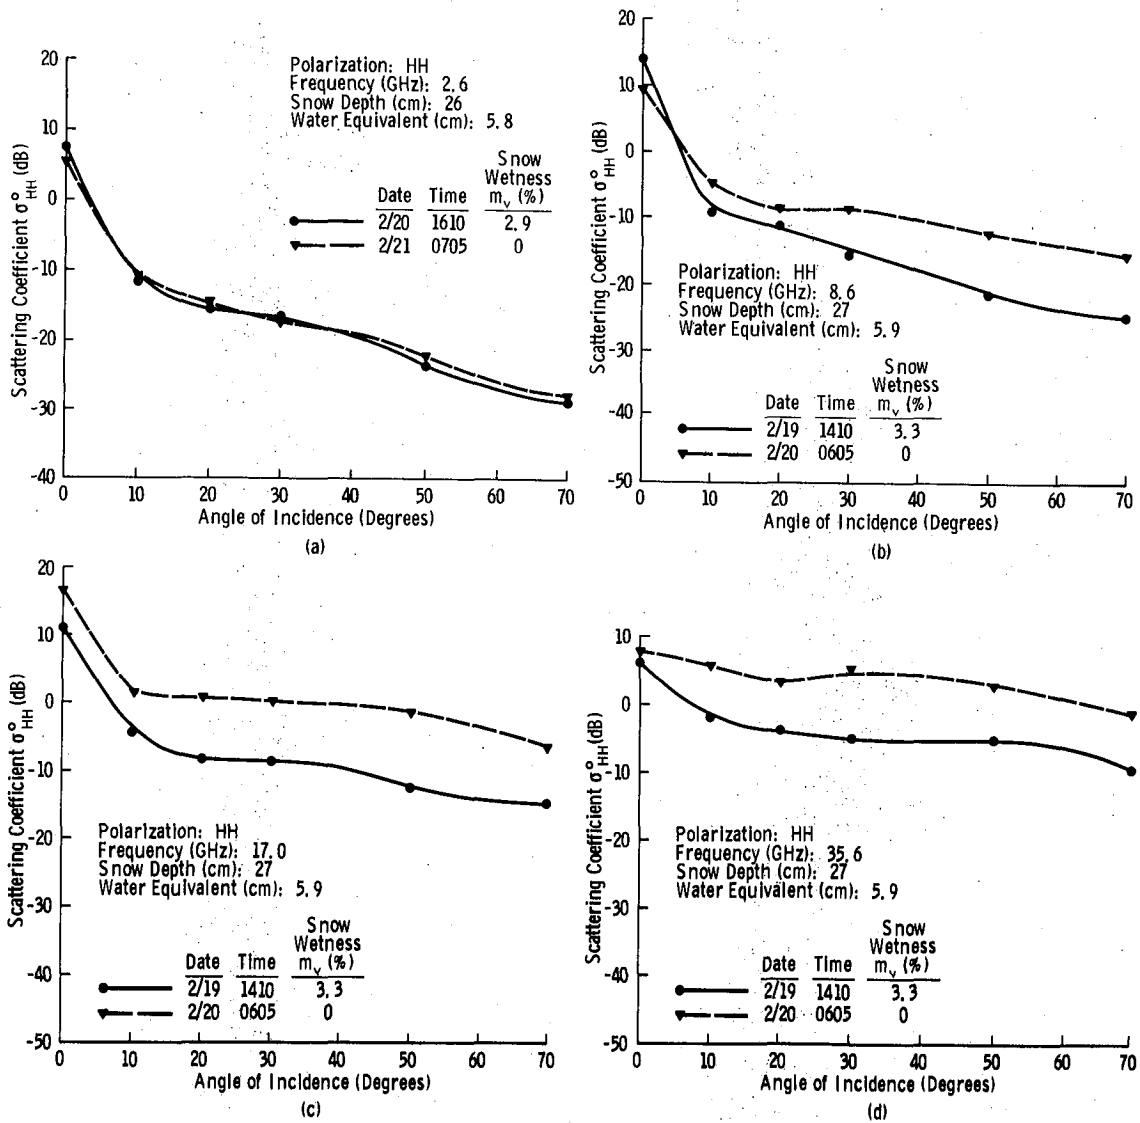 20
10
0
-10
-20
-30
-40
Scattering Coefficient σ°HH (dB)
Polarization: HH
Frequency (GHz): 2.6
Snow Depth (cm): 26
Water Equivalent (cm): 5.8
Snow
Wetness
Date Time mv (%)
2/20 1610 2.9
2/21 0705 0
0 10 20 30 40 50 60 70
Angle of Incidence (Degrees)
(a)
20
10
0
-10
-20
-30
-40
-50
Scattering Coefficient σ°HH (dB)
Polarization: HH
Frequency (GHz): 8.6
Snow Depth (cm): 27
Water Equivalent (cm): 5.9
Snow
Wetness
Date Time mv (%)
2/19 1410 3.3
2/20 0605 0
0 10 20 30 40 50 60 70
Angle of Incidence (Degrees)
(b)
20
10
0
-10
-20
-30
-40
-50
Scattering Coefficient σ°HH (dB)
Polarization: HH
Frequency (GHz): 17.0
Snow Depth (cm): 27
Water Equivalent (cm): 5.9
Snow
Wetness
Date Time mv (%)
2/19 1410 3.3
2/20 0605 0
0 10 20 30 40 50 60 70
Angle of Incidence (Degrees)
(c)
10
0
-10
-20
-30
-40
-50
Scattering Coefficient σ°HH (dB)
Polarization: HH
Frequency (GHz): 35.6
Snow Depth (cm): 27
Water Equivalent (cm): 5.9
Snow
Wetness
Date Time mv (%)
2/19 1410 3.3
2/20 0605 0
0 10 20 30 40 50 60 70
Angle of Incidence (Degrees)
(d)